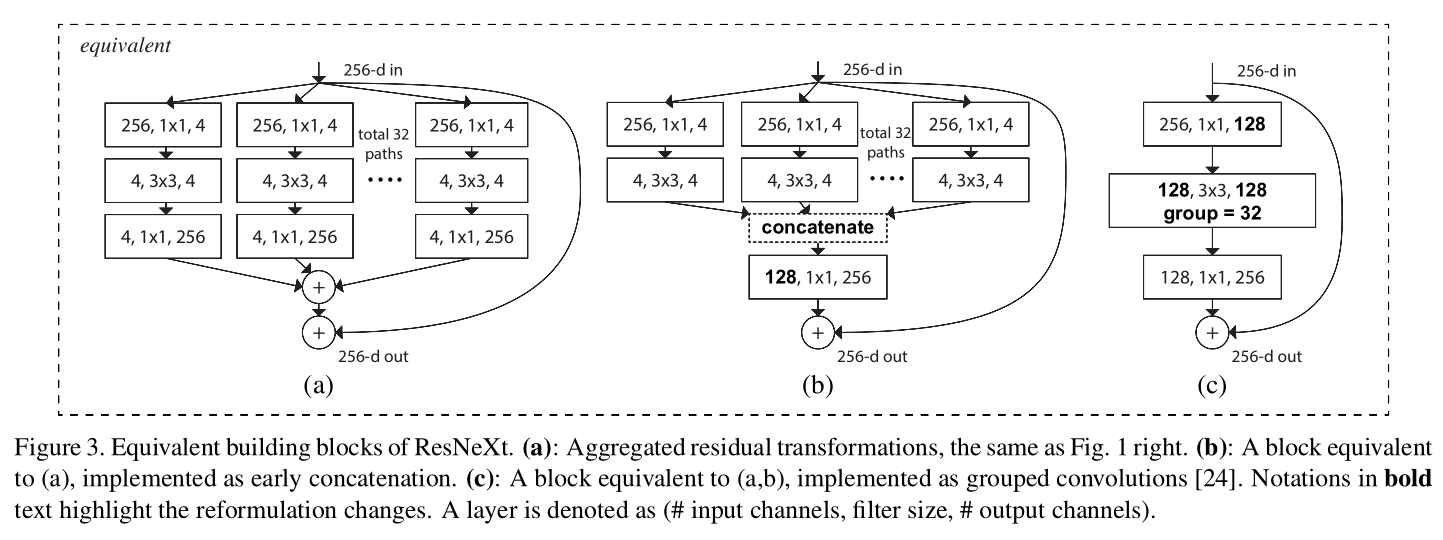 equivalent
256-d in
256, 1x1, 4
256, 1x1, 4
total 32
paths
256, 1x1, 4
4, 3x3, 4
4, 3x3, 4
....
4, 3x3, 4
4, 1x1, 256
4, 1x1, 256
4, 1x1, 256
+
+
256-d out
(a)
256-d in
256, 1x1, 4
256, 1x1, 4
total 32
paths
256, 1x1, 4
4, 3x3, 4
4, 3x3, 4
....
4, 3x3, 4
concatenate
128, 1x1, 256
+
256-d out
(b)
256-d in
256, 1x1, 128
128, 3x3, 128
group = 32
128, 1x1, 256
+
256-d out
(c)
Figure 3. Equivalent building blocks of ResNeXt. (a): Aggregated residual transformations, the same as Fig. 1 right. (b): A block equivalent
to (a), implemented as early concatenation. (c): A block equivalent to (a,b), implemented as grouped convolutions [24]. Notations in bold
text highlight the reformulation changes. A layer is denoted as (# input channels, filter size, # output channels).